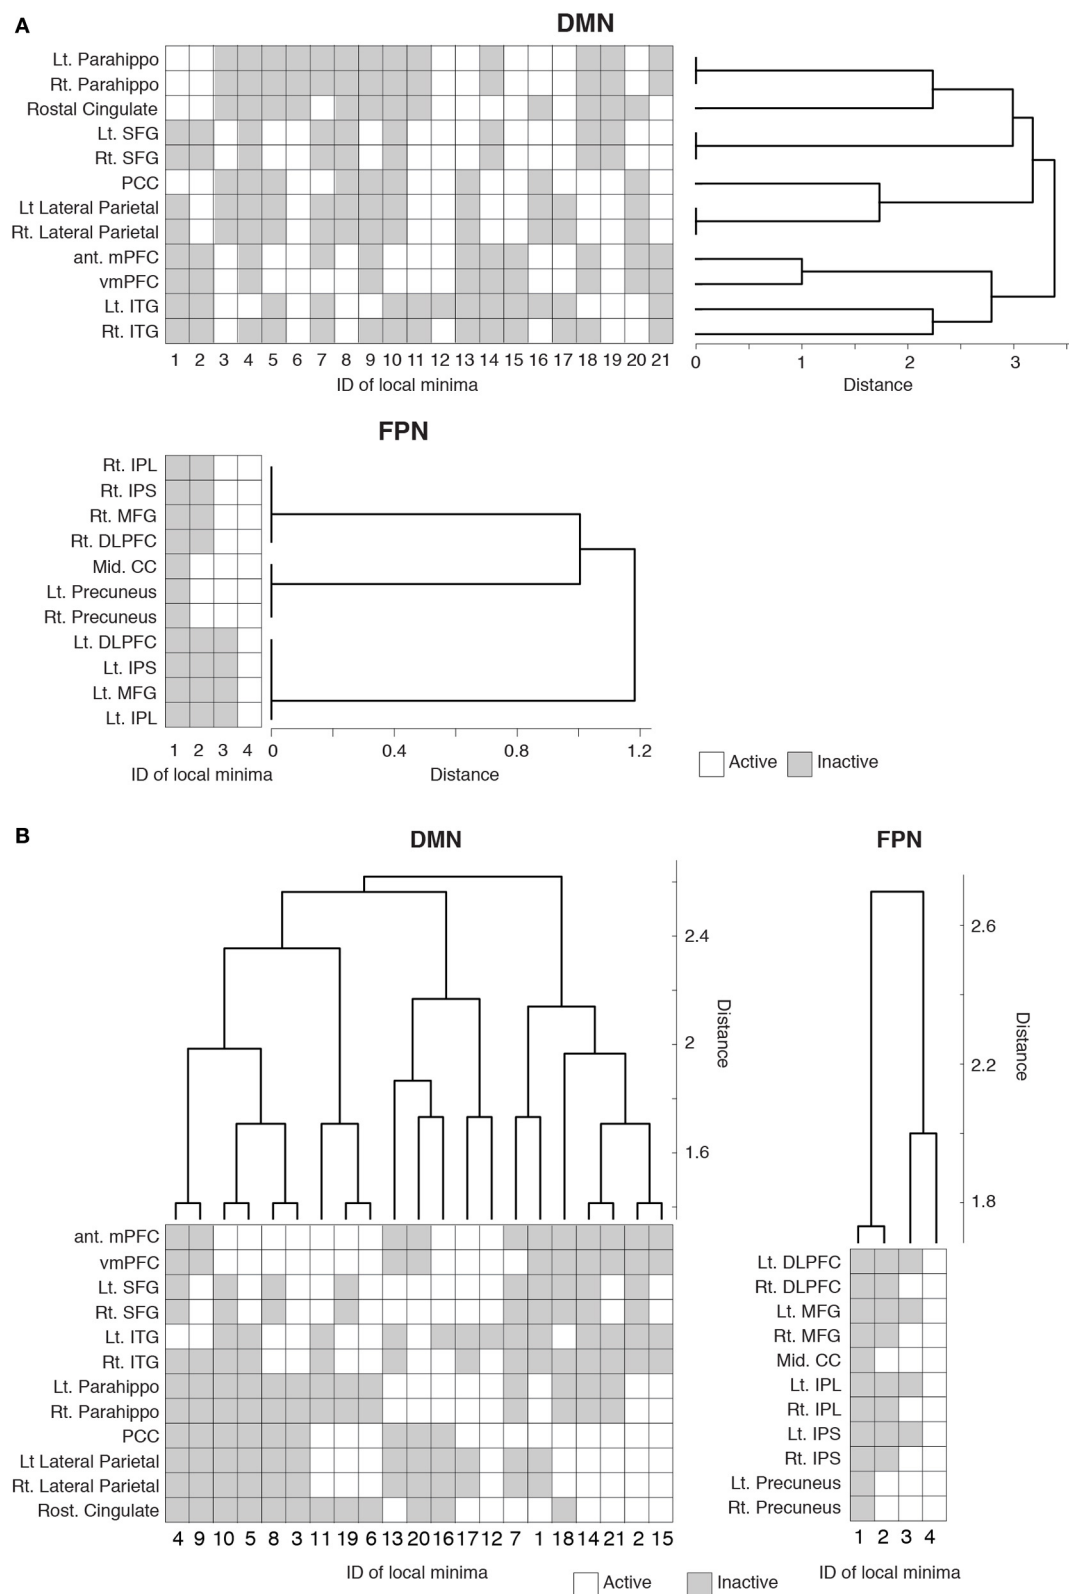 A
DMN
Lt. Parahippo
Rt. Parahippo
Rostal Cingulate
Lt. SFG
Rt. SFG
PCC
Lt Lateral Parietal
Rt. Lateral Parietal
ant. mPFC
vmPFC
Lt. ITG
Rt. ITG
1 2 3 4 5 6 7 8 9 10 11 12 13 14 15 16 17 18 19 20 21
ID of local minima
0 1 2 3
Distance
FPN
Rt. IPL
Rt. IPS
Rt. MFG
Rt. DLPFC
Mid. CC
Lt. Precuneus
Rt. Precuneus
Lt. DLPFC
Lt. IPS
Lt. MFG
Lt. IPL
1 2 3 4
ID of local minima
0 0.4 0.8 1.2
Distance
Active Inactive
B
DMN
2.4
2
1.6
Distance
ant. mPFC
vmPFC
Lt. SFG
Rt. SFG
Lt. ITG
Rt. ITG
Lt. Parahippo
Rt. Parahippo
PCC
Lt Lateral Parietal
Rt. Lateral Parietal
Rost. Cingulate
4 9 10 5 8 3 11 19 6 13 20 16 17 12 7 1 18 14 21 2 15
ID of local minima
Active Inactive
FPN
2.6
2.2
1.8
Distance
Lt. DLPFC
Rt. DLPFC
Lt. MFG
Rt. MFG
Mid. CC
Lt. IPL
Rt. IPL
Lt. IPS
Rt. IPS
Lt. Precuneus
Rt. Precuneus
1 2 3 4
ID of local minima